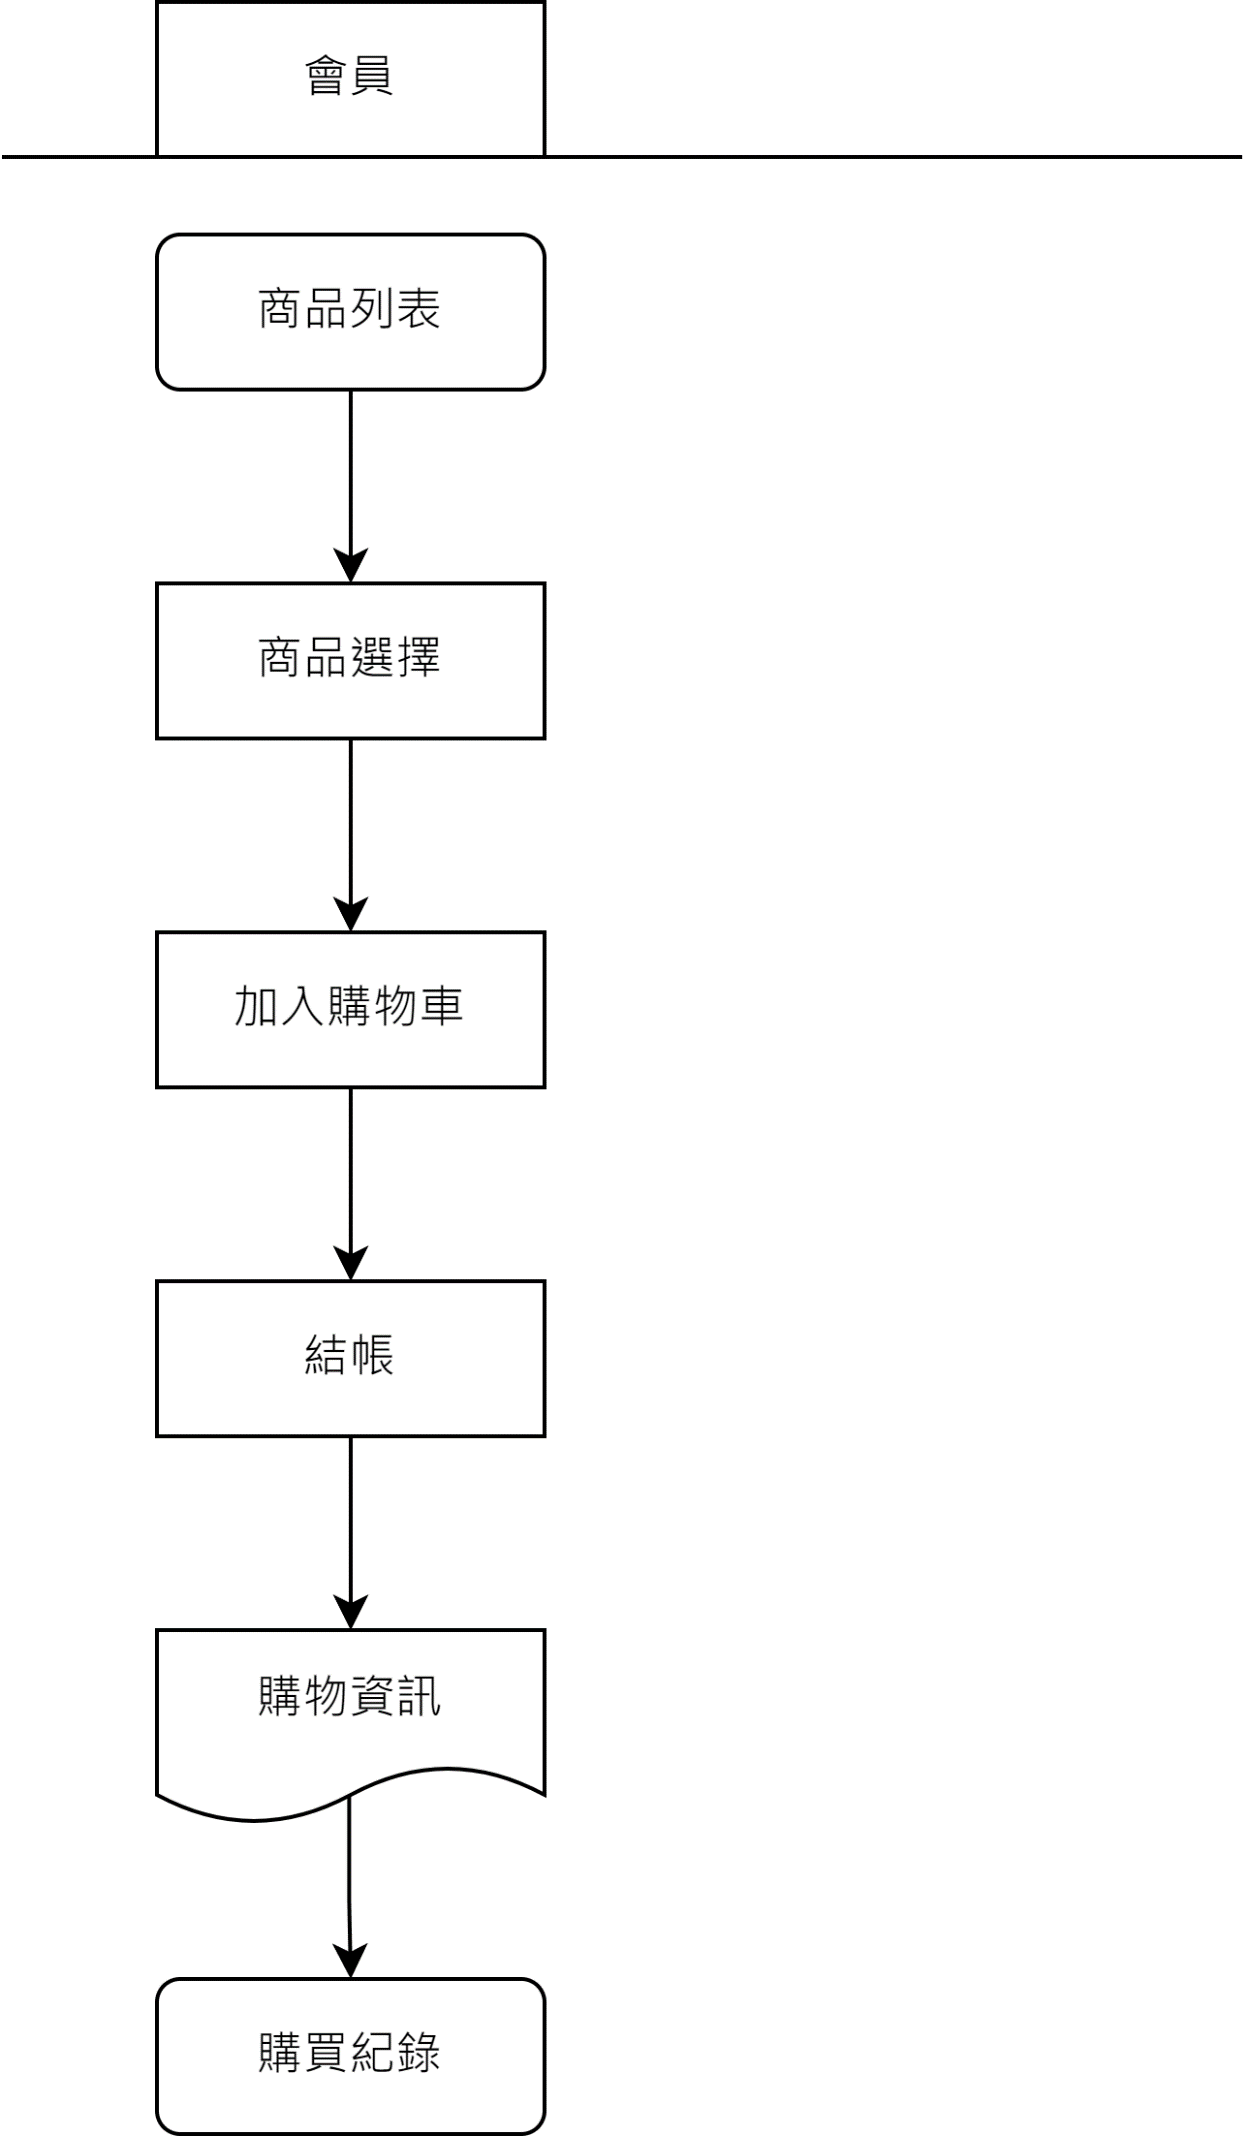 會員
商品列表
商品選擇
加入購物車
結帳
購物資訊
購買紀錄